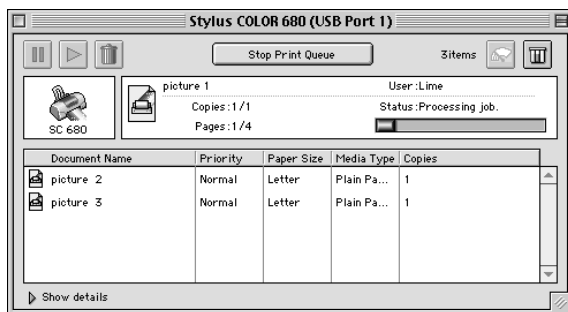 Stylus COLOR 680 (USB Port 1)
Stop Print Queue
3items
SC 680
picture 1
User :Lime
Copies :1 /1
Status :Processing job.
Pages :1 /4
Document Name Priority Paper Size Media Type Copies
picture 2 Normal Letter Plain Pa... 1
picture 3 Normal Letter Plain Pa... 1
Show details